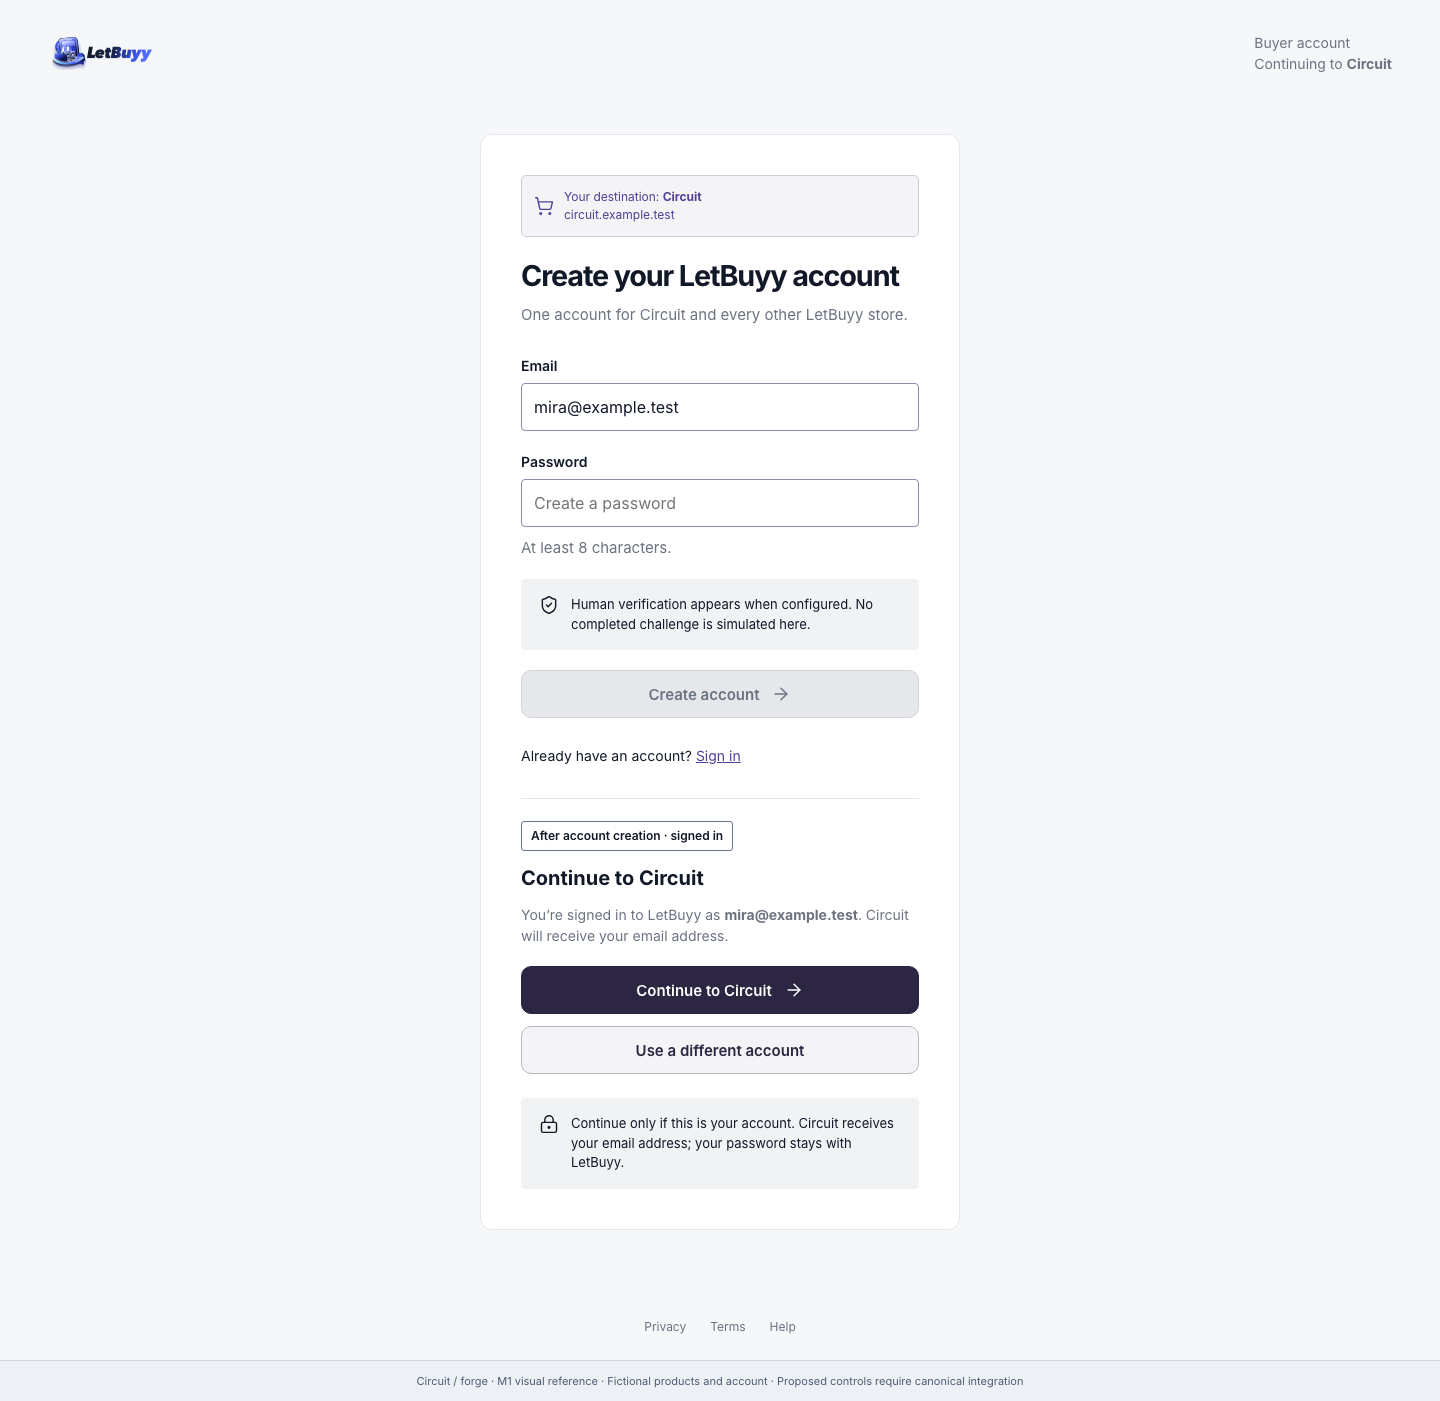 LetBuyy
Buyer account
Continuing to Circuit
Your destination: Circuit
circuit.example.test
Create your LetBuyy account
One account for Circuit and every other LetBuyy store.
Email
mira@example.test
Password
Create a password
At least 8 characters.
Human verification appears when configured. No
completed challenge is simulated here.
Create account
Already have an account? Sign in
After account creation · signed in
Continue to Circuit
You’re signed in to LetBuyy as mira@example.test. Circuit
will receive your email address.
Continue to Circuit
Use a different account
Continue only if this is your account. Circuit receives
your email address; your password stays with
LetBuyy.
Privacy Terms Help
Circuit / forge · M1 visual reference · Fictional products and account · Proposed controls require canonical integration